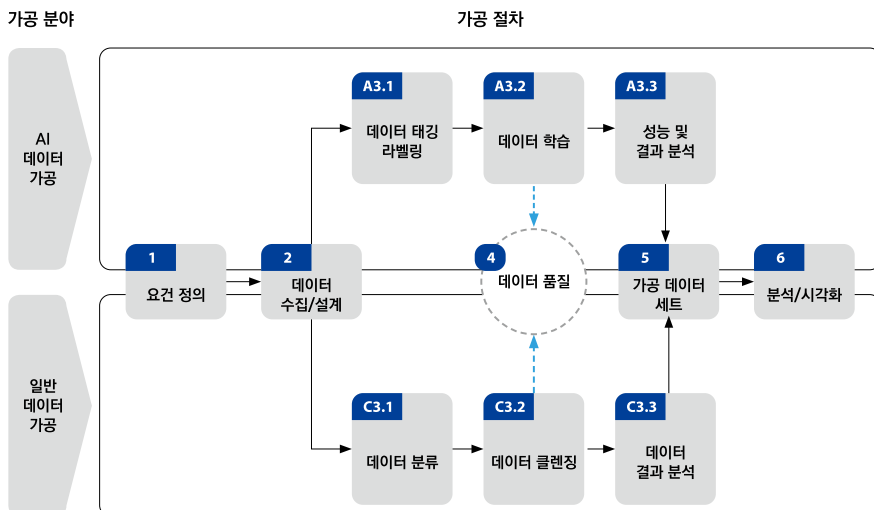 가공 분야
가공 절차
AI
데이터
가공
A3.1
데이터 태깅
라벨링
A3.2
데이터 학습
A3.3
성능 및
결과 분석
1
요건 정의
2
데이터
수집/설계
4
데이터 품질
5
가공 데이터
세트
6
분석/시각화
일반
데이터
가공
C3.1
데이터 분류
C3.2
데이터 클렌징
C3.3
데이터
결과 분석